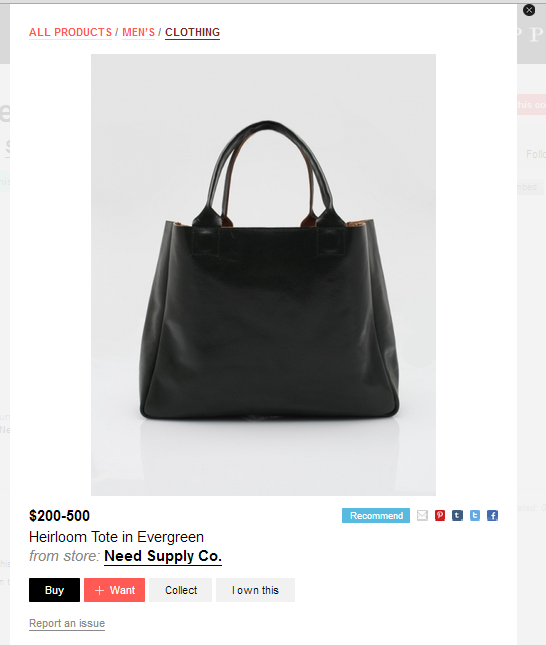 ALL PRODUCTS / MEN'S / CLOTHING
$200-500
Recommend
Heirloom Tote in Evergreen
from store: Need Supply Co.
Buy
+ Want
Collect
I own this
Report an issue